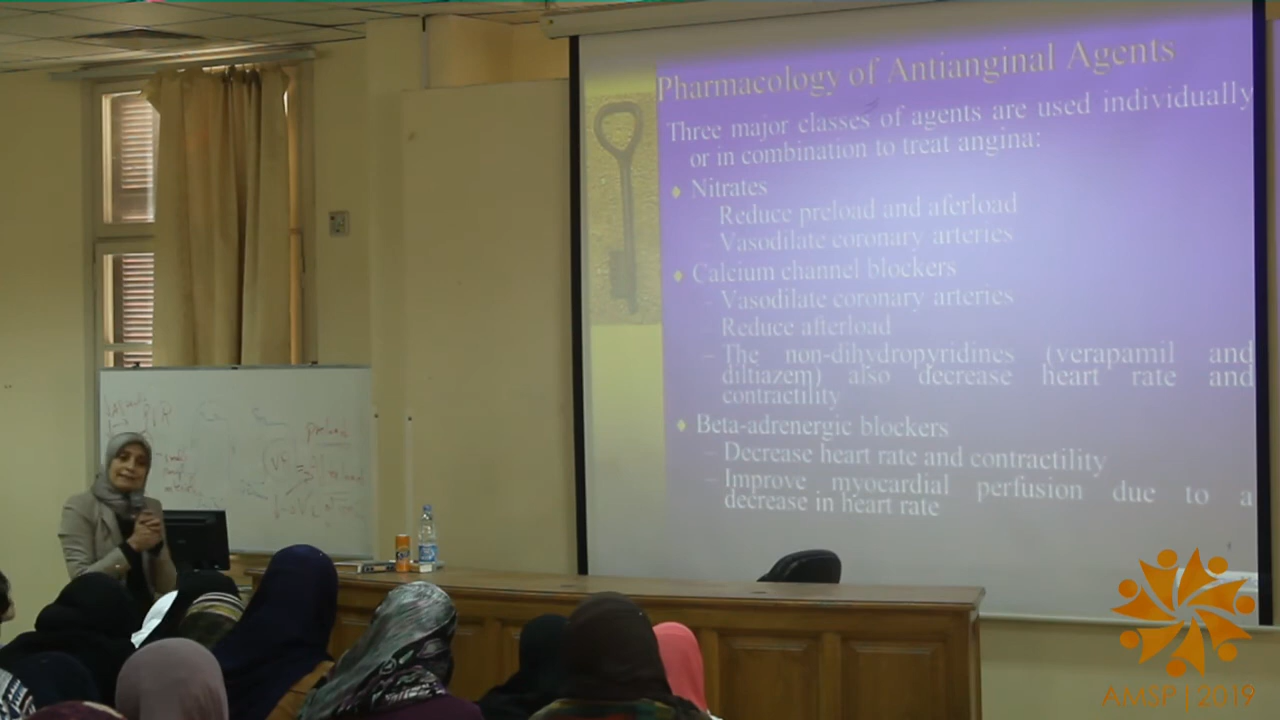 Pharmacology of Antianginal Agents
Three major classes of agents are used individually
or in combination to treat angina:
♦ Nitrates
Reduce preload and aferload
- Vasodilate coronary arteries
♦ Calcium channel blockers
- Vasodilate coronary arteries
- Reduce afterload
- The non-dihydropyridines (verapamil and
diltiazem) also decrease heart rate and
contractility
♦ Beta-adrenergic blockers
- Decrease heart rate and contractility
- Improve myocardial perfusion due to a
decrease in heart rate
PVR
preload
AMSP | 2019